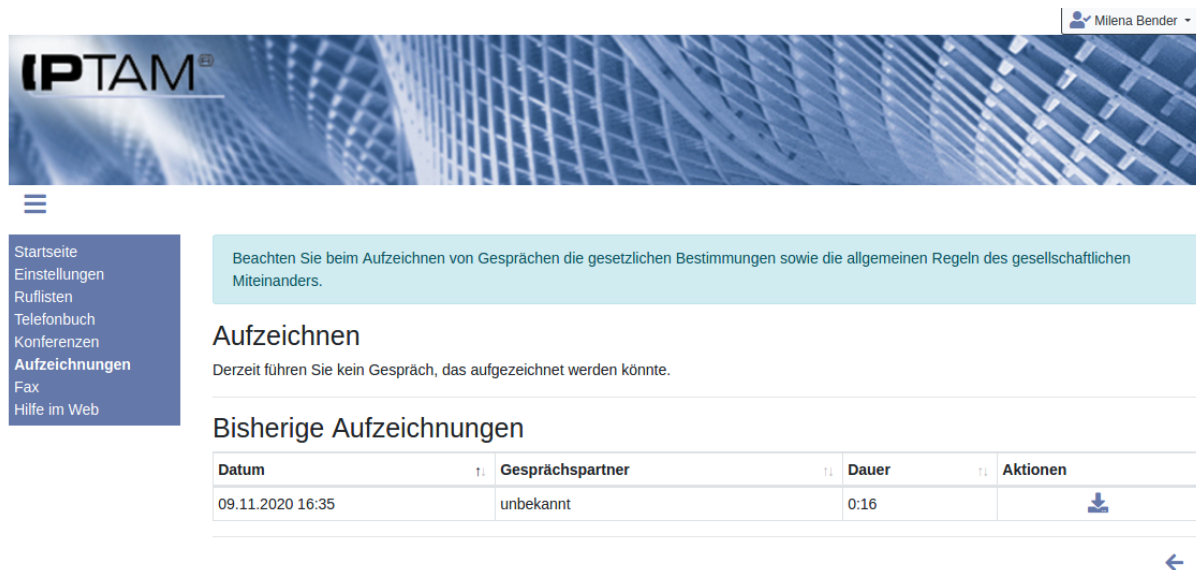 Milena Bender
IPTAM®
Startseite
Einstellungen
Ruflisten
Telefonbuch
Konferenzen
Aufzeichnungen
Fax
Hilfe im Web
Beachten Sie beim Aufzeichnen von Gesprächen die gesetzlichen Bestimmungen sowie die allgemeinen Regeln des gesellschaftlichen
Miteinanders.
Aufzeichnen
Derzeit führen Sie kein Gespräch, das aufgezeichnet werden könnte.
Bisherige Aufzeichnungen
Datum Gesprächspartner Dauer Aktionen
09.11.2020 16:35 unbekannt 0:16